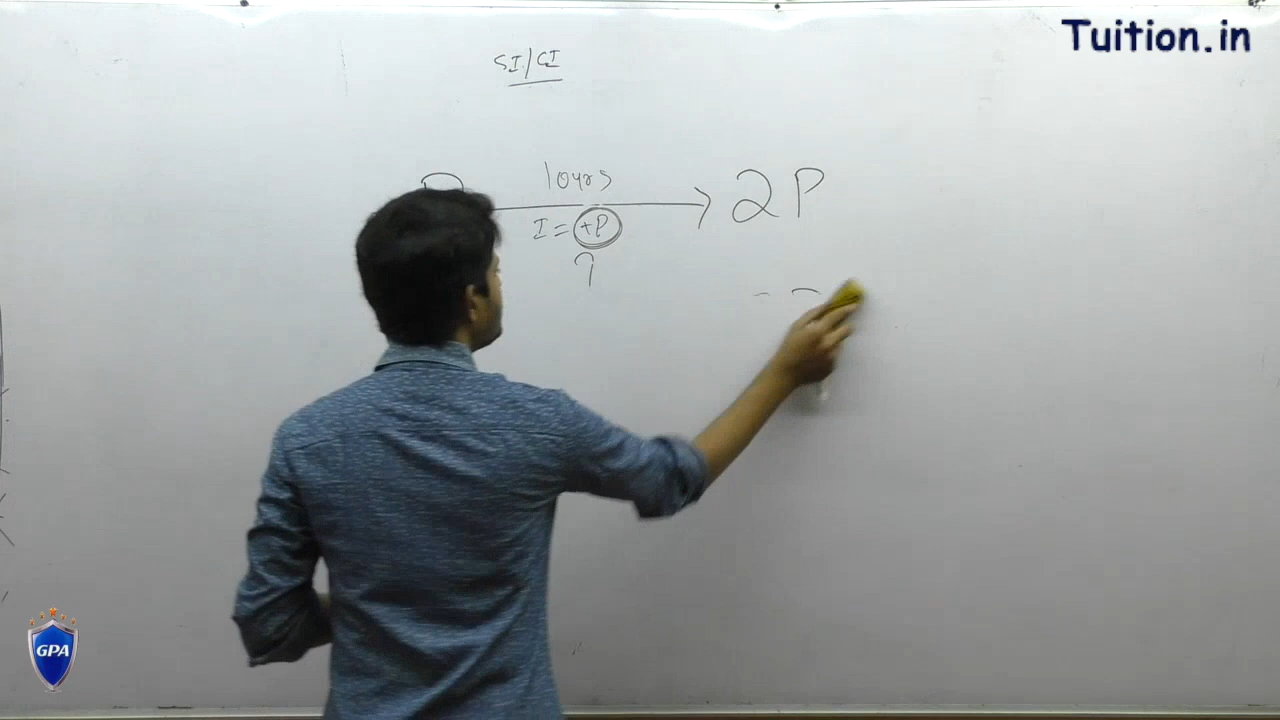 Tuition.in
SI/CI
10yrs
2P
I = +P
?
GPA